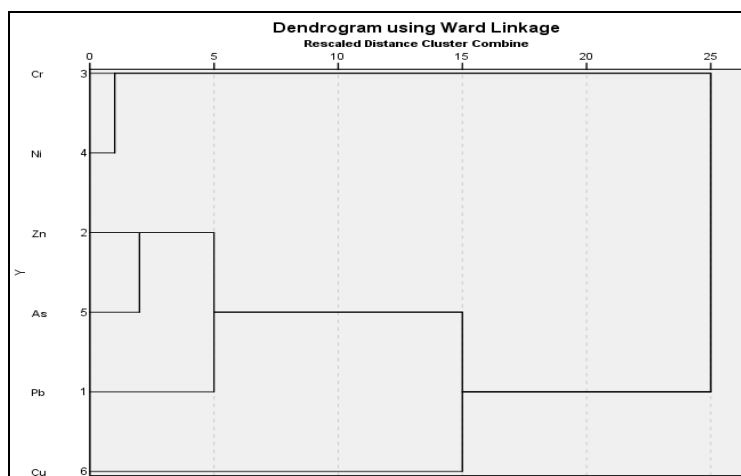 Dendrogram using Ward Linkage
Rescaled Distance Cluster Combine
0 5 10 15 20 25
Cr 3
Ni 4
Zn 2
Y
As 5
Pb 1
Cu 6